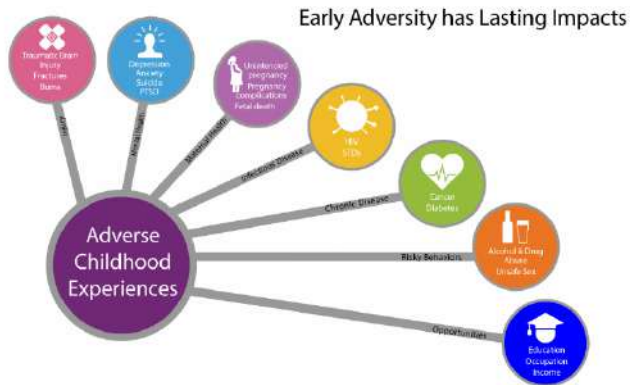 Early Adversity has Lasting Impacts
Traumatic Brain
Injury
Fractures
Burns
Depression
Anxiety
Suicide
PTSD
Unintended
pregnancy
Pregnancy
complications
Fetal death
HIV
STDs
Cancer
Diabetes
Alcohol & Drug
Abuse
Unsafe Sex
Education
Occupation
Income
Injury
Mental Health
Maternal Health
Infectious Disease
Chronic Disease
Risky Behaviors
Opportunities
Adverse
Childhood
Experiences